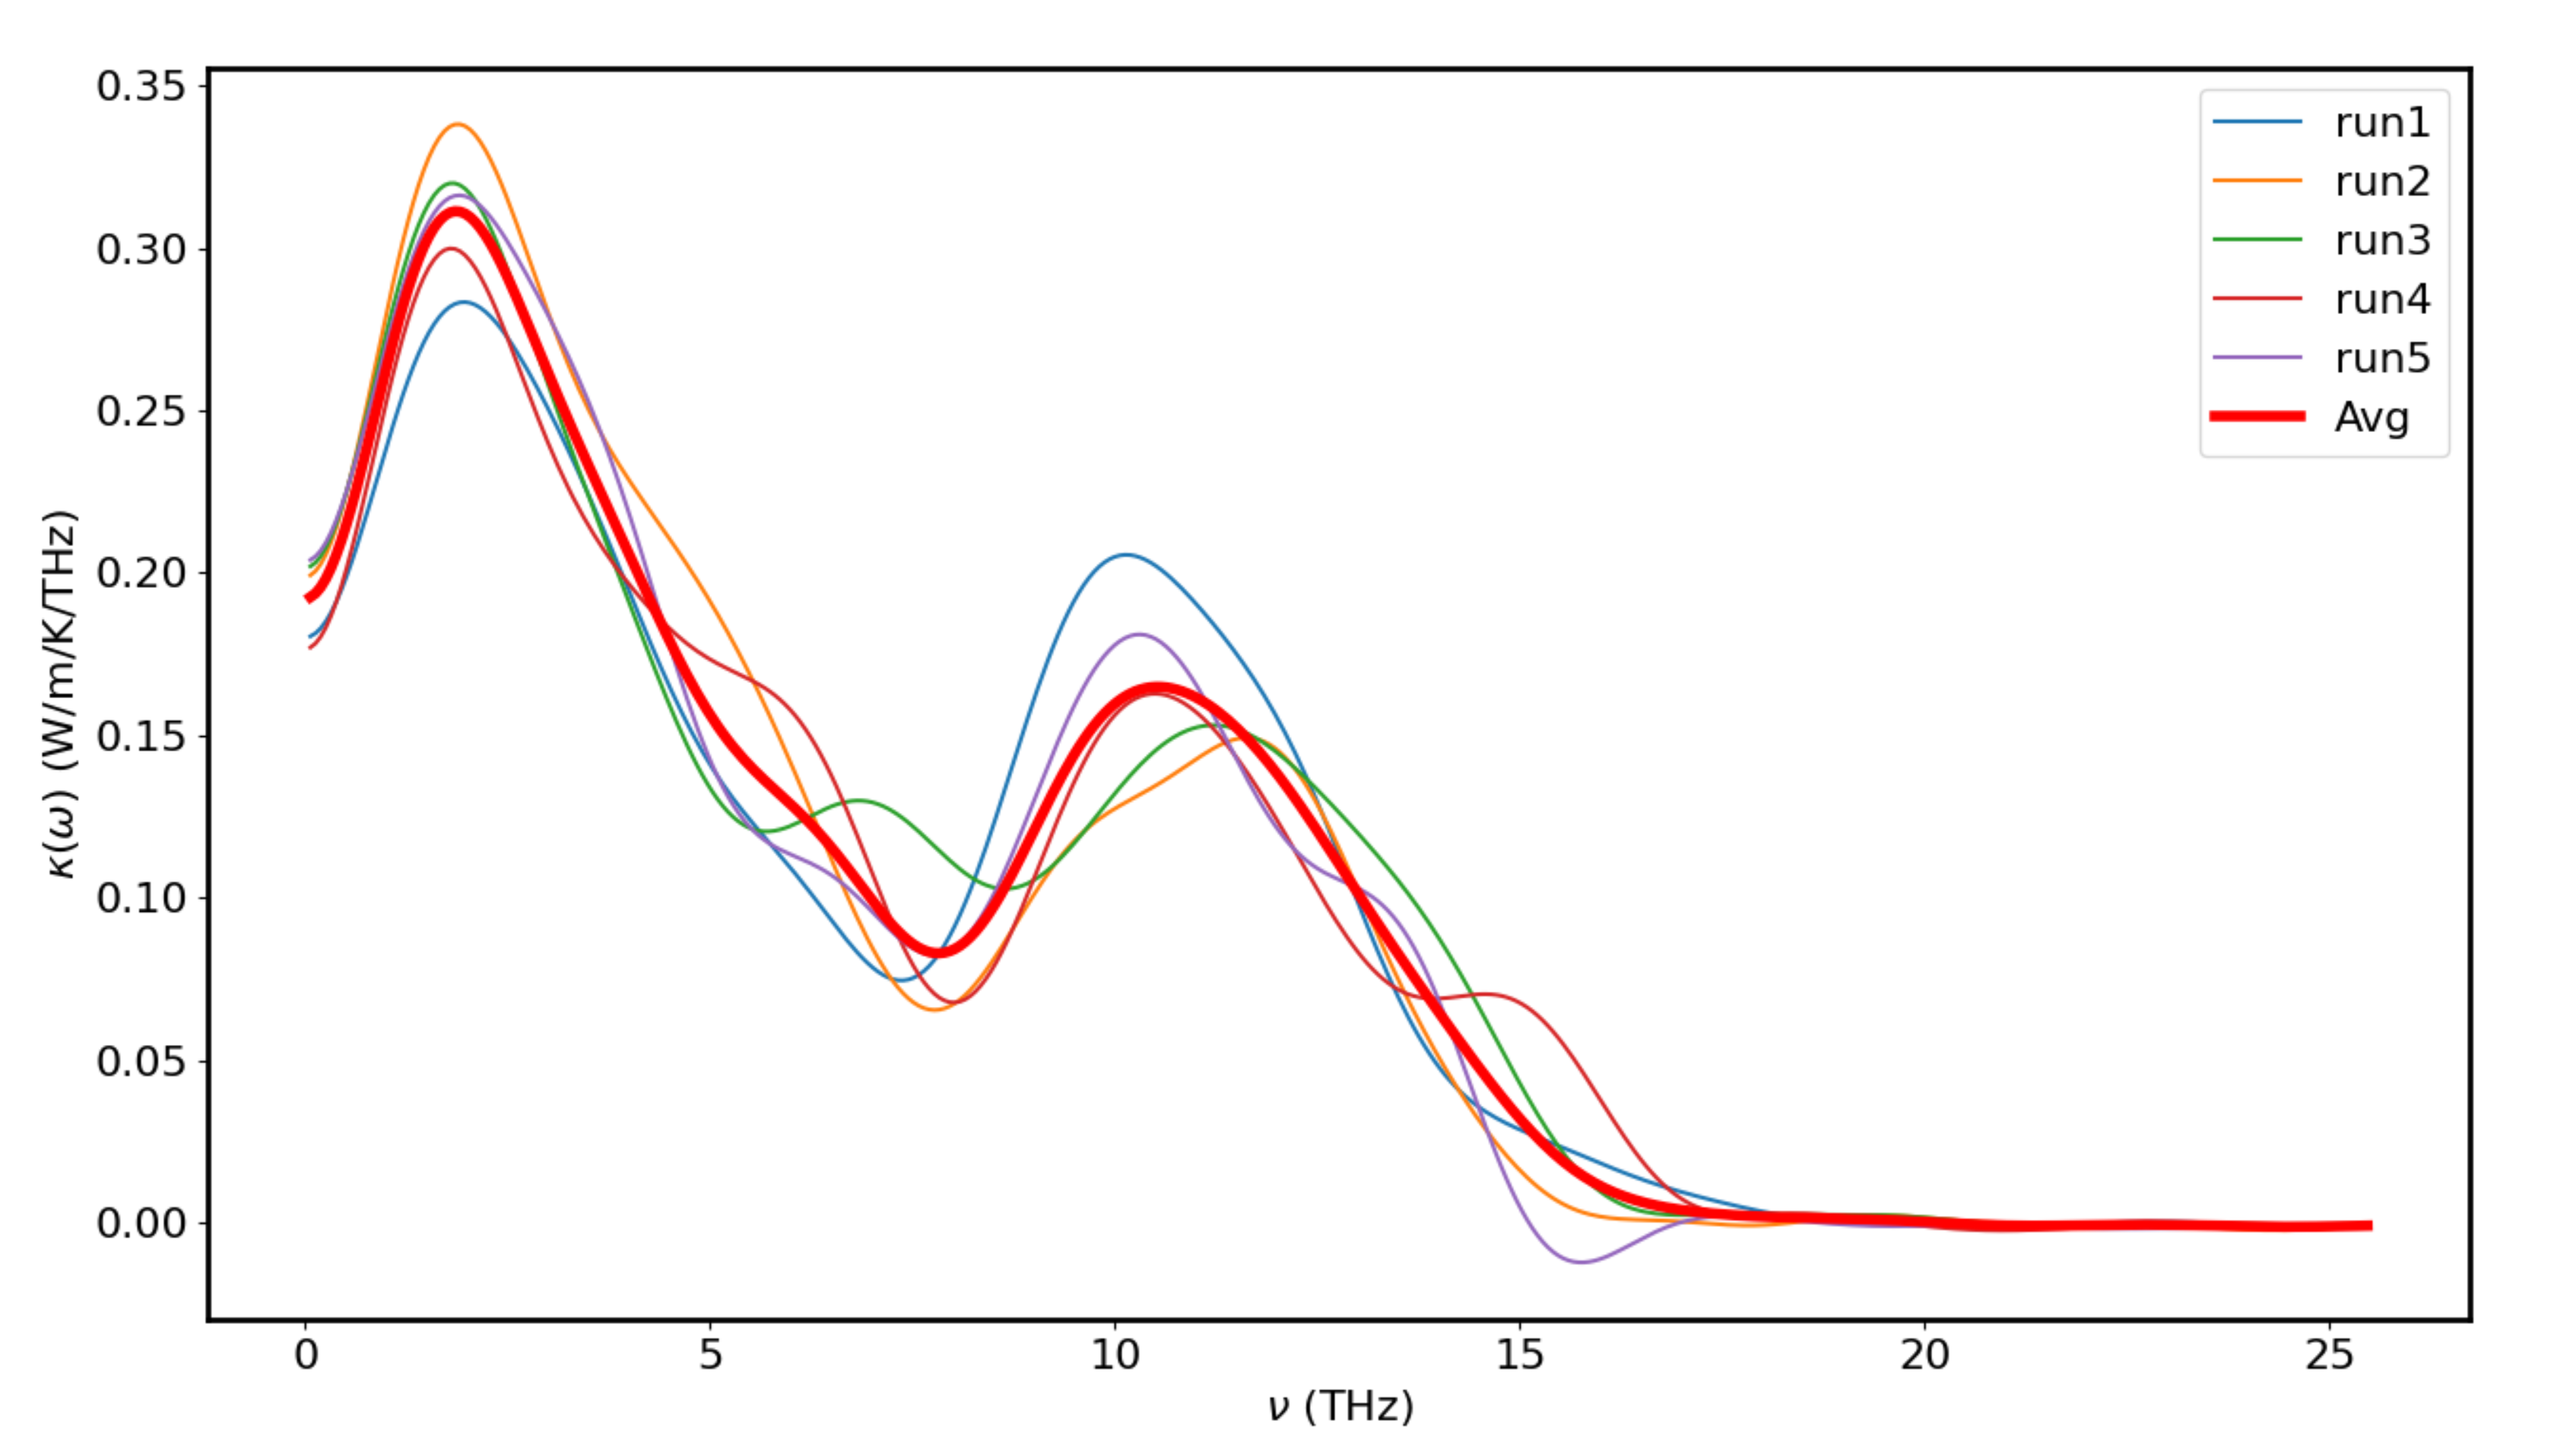 κ(ω) (W/m/K/THz)
0.35
0.30
0.25
0.20
0.15
0.10
0.05
0.00
0 5 10 15 20 25
ν (THz)
run1
run2
run3
run4
run5
Avg